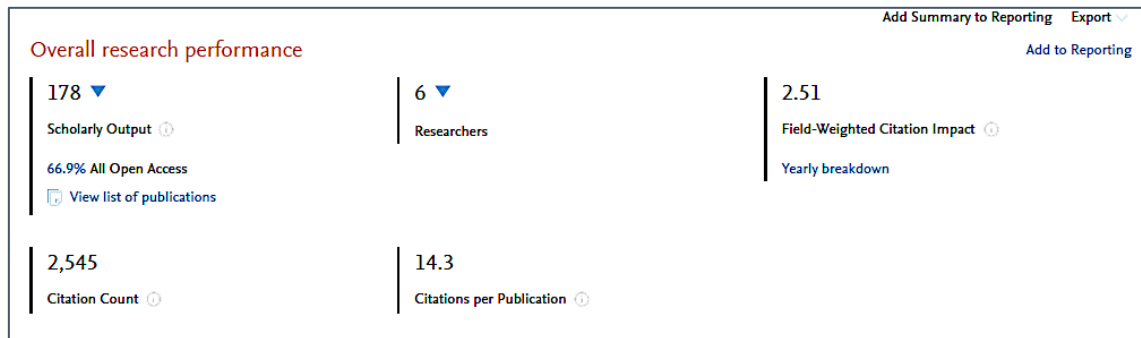 Add Summary to Reporting Export
Overall research performance
Add to Reporting
178
Scholarly Output
66.9% All Open Access
View list of publications
6
Researchers
2.51
Field-Weighted Citation Impact
Yearly breakdown
2,545
Citation Count
14.3
Citations per Publication